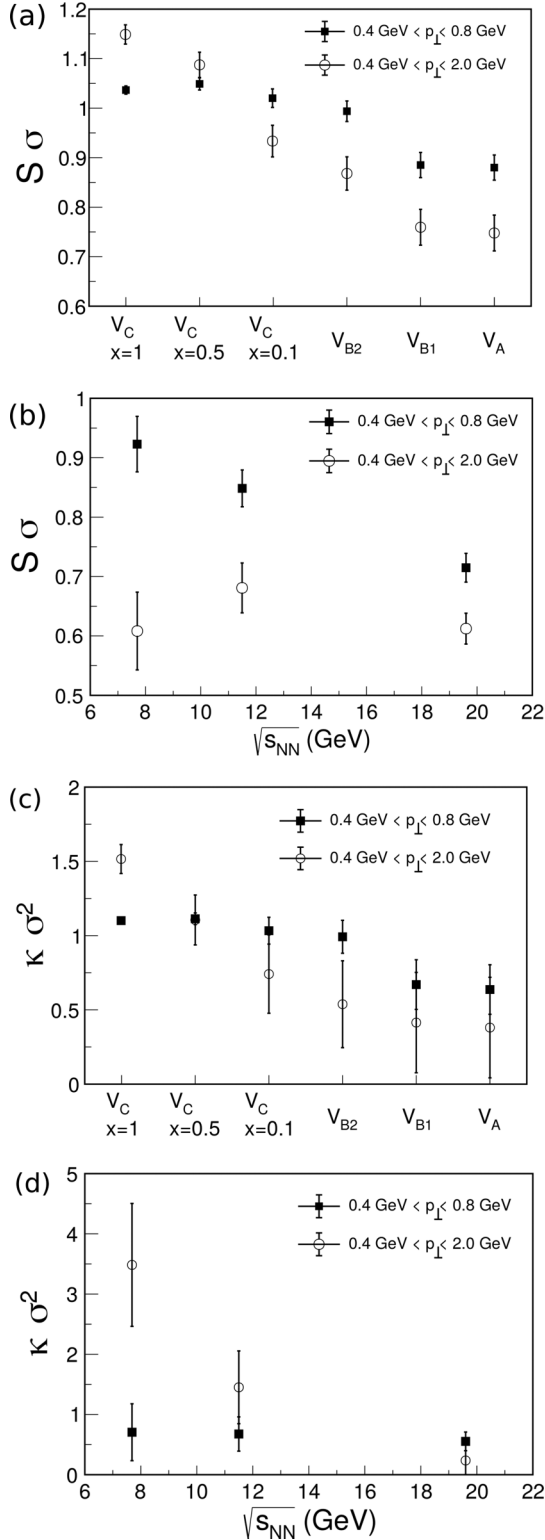 (a)
S σ
1.2
1.1
1
0.9
0.8
0.7
0.6
0.4 GeV < p⊥< 0.8 GeV
0.4 GeV < p⊥< 2.0 GeV
V_C x=1
V_C x=0.5
V_C x=0.1
V_B2
V_B1
V_A
(b)
S σ
1
0.9
0.8
0.7
0.6
0.5
0.4 GeV < p⊥< 0.8 GeV
0.4 GeV < p⊥< 2.0 GeV
6 8 10 12 14 16 18 20 22
√s_NN (GeV)
(c)
κ σ²
2
1.5
1
0.5
0
0.4 GeV < p⊥< 0.8 GeV
0.4 GeV < p⊥< 2.0 GeV
V_C x=1
V_C x=0.5
V_C x=0.1
V_B2
V_B1
V_A
(d)
κ σ²
5
4
3
2
1
0
0.4 GeV < p⊥< 0.8 GeV
0.4 GeV < p⊥< 2.0 GeV
6 8 10 12 14 16 18 20 22
√s_NN (GeV)